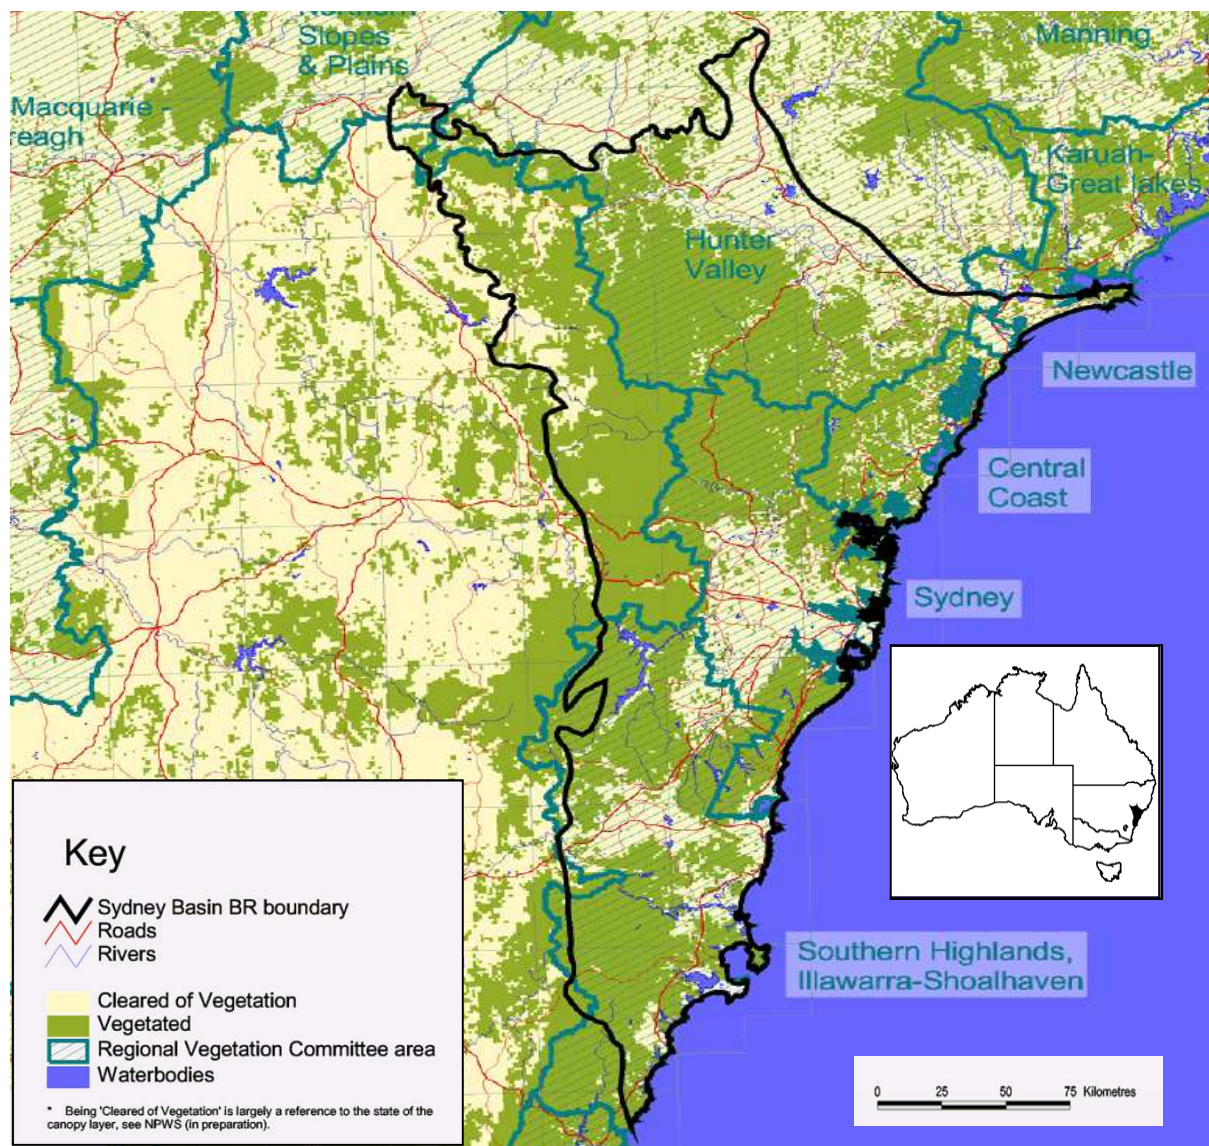 Northern
Slopes
& Plains
Manning
Macquarie -
reagh
Karuah-
Great lakes
Hunter
Valley
Newcastle
Central
Coast
Sydney
Southern Highlands,
Illawarra-Shoalhaven
Key
Sydney Basin BR boundary
Roads
Rivers
Cleared of Vegetation
Vegetated
Regional Vegetation Committee area
Waterbodies
* Being 'Cleared of Vegetation' is largely a reference to the state of the
canopy layer, see NPWS (in preparation).
0 25 50 75 Kilometres